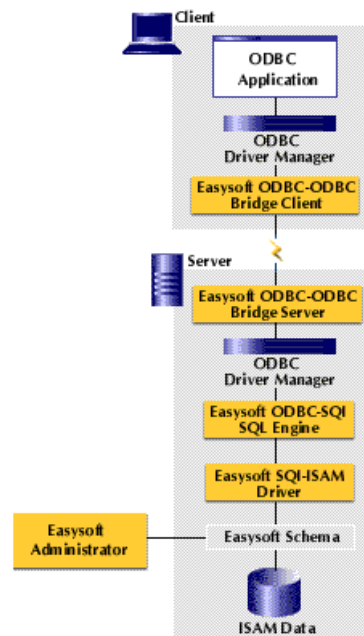 Client
ODBC
Application
ODBC
Driver Manager
Easysoft ODBC-ODBC
Bridge Client
Server
Easysoft ODBC-ODBC
Bridge Server
ODBC
Driver Manager
Easysoft ODBC-SQI
SQL Engine
Easysoft SQI-ISAM
Driver
Easysoft
Administrator
Easysoft Schema
ISAM Data